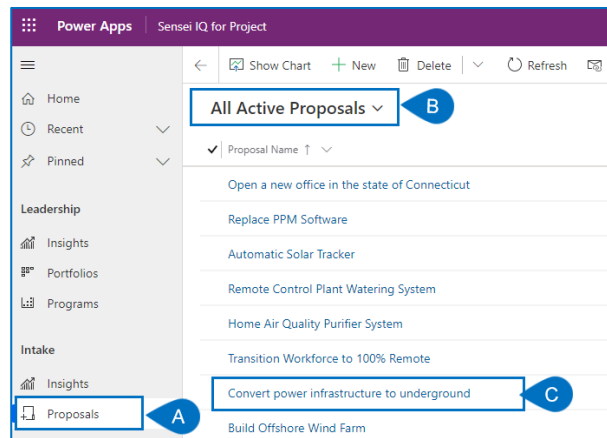 Power Apps Sensei IQ for Project
Show Chart New Delete Refresh
Home
Recent
Pinned
Leadership
Insights
Portfolios
Programs
Intake
Insights
Proposals
A
All Active Proposals
B
Proposal Name
Open a new office in the state of Connecticut
Replace PPM Software
Automatic Solar Tracker
Remote Control Plant Watering System
Home Air Quality Purifier System
Transition Workforce to 100% Remote
Convert power infrastructure to underground
C
Build Offshore Wind Farm